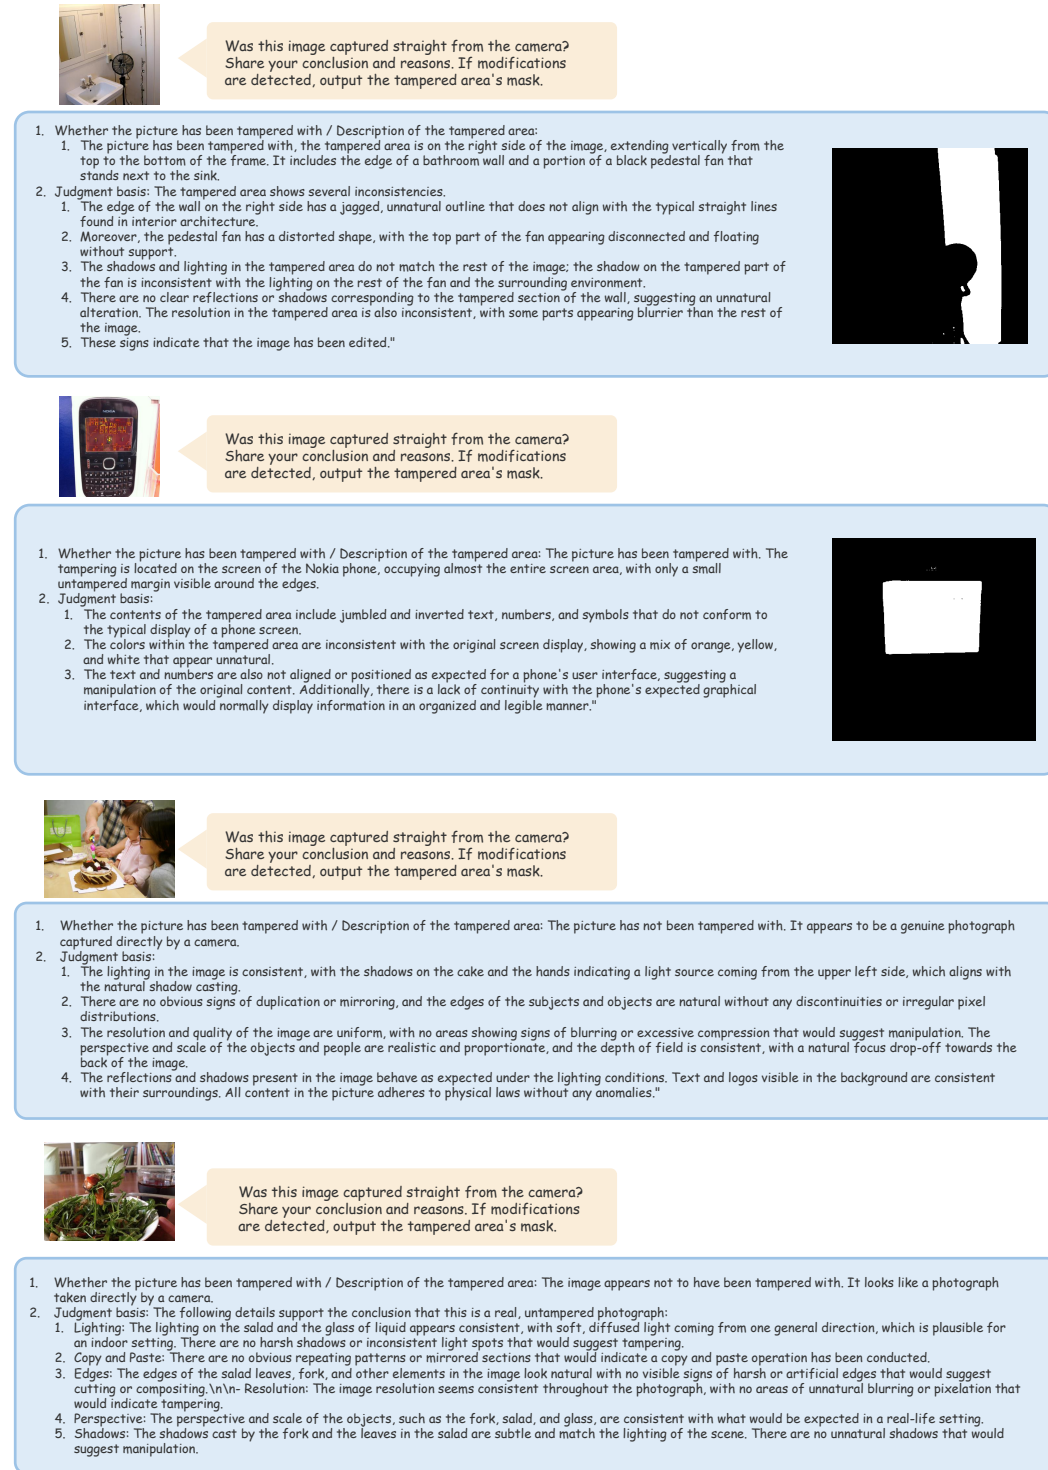 Was this image captured straight from the camera?
Share your conclusion and reasons. If modifications
are detected, output the tampered area's mask.
1. Whether the picture has been tampered with / Description of the tampered area:
1. The picture has been tampered with, the tampered area is on the right side of the image, extending vertically from the
top to the bottom of the frame. It includes the edge of a bathroom wall and a portion of a black pedestal fan that
stands next to the sink.
2. Judgment basis: The tampered area shows several inconsistencies.
1. The edge of the wall on the right side has a jagged, unnatural outline that does not align with the typical straight lines
found in interior architecture.
2. Moreover, the pedestal fan has a distorted shape, with the top part of the fan appearing disconnected and floating
without support.
3. The shadows and lighting in the tampered area do not match the rest of the image; the shadow on the tampered part of
the fan is inconsistent with the lighting on the rest of the fan and the surrounding environment.
4. There are no clear reflections or shadows corresponding to the tampered section of the wall, suggesting an unnatural
alteration. The resolution in the tampered area is also inconsistent, with some parts appearing blurrier than the rest of
the image.
5. These signs indicate that the image has been edited."
NOKIA
Was this image captured straight from the camera?
Share your conclusion and reasons. If modifications
are detected, output the tampered area's mask.
1. Whether the picture has been tampered with / Description of the tampered area: The picture has been tampered with. The
tampering is located on the screen of the Nokia phone, occupying almost the entire screen area, with only a small
untampered margin visible around the edges.
2. Judgment basis:
1. The contents of the tampered area include jumbled and inverted text, numbers, and symbols that do not conform to
the typical display of a phone screen.
2. The colors within the tampered area are inconsistent with the original screen display, showing a mix of orange, yellow,
and white that appear unnatural.
3. The text and numbers are also not aligned or positioned as expected for a phone's user interface, suggesting a
manipulation of the original content. Additionally, there is a lack of continuity with the phone's expected graphical
interface, which would normally display information in an organized and legible manner."
Was this image captured straight from the camera?
Share your conclusion and reasons. If modifications
are detected, output the tampered area's mask.
1. Whether the picture has been tampered with / Description of the tampered area: The picture has not been tampered with. It appears to be a genuine photograph
captured directly by a camera.
2. Judgment basis:
1. The lighting in the image is consistent, with the shadows on the cake and the hands indicating a light source coming from the upper left side, which aligns with
the natural shadow casting.
2. There are no obvious signs of duplication or mirroring, and the edges of the subjects and objects are natural without any discontinuities or irregular pixel
distributions.
3. The resolution and quality of the image are uniform, with no areas showing signs of blurring or excessive compression that would suggest manipulation. The
perspective and scale of the objects and people are realistic and proportionate, and the depth of field is consistent, with a natural focus drop-off towards the
back of the image.
4. The reflections and shadows present in the image behave as expected under the lighting conditions. Text and logos visible in the background are consistent
with their surroundings. All content in the picture adheres to physical laws without any anomalies."
Was this image captured straight from the camera?
Share your conclusion and reasons. If modifications
are detected, output the tampered area's mask.
1. Whether the picture has been tampered with / Description of the tampered area: The image appears not to have been tampered with. It looks like a photograph
taken directly by a camera.
2. Judgment basis: The following details support the conclusion that this is a real, untampered photograph:
1. Lighting: The lighting on the salad and the glass of liquid appears consistent, with soft, diffused light coming from one general direction, which is plausible for
an indoor setting. There are no harsh shadows or inconsistent light spots that would suggest tampering.
2. Copy and Paste: There are no obvious repeating patterns or mirrored sections that would indicate a copy and paste operation has been conducted.
3. Edges: The edges of the salad leaves, fork, and other elements in the image look natural with no visible signs of harsh or artificial edges that would suggest
cutting or compositing.\n\n- Resolution: The image resolution seems consistent throughout the photograph, with no areas of unnatural blurring or pixelation that
would indicate tampering.
4. Perspective: The perspective and scale of the objects, such as the fork, salad, and glass, are consistent with what would be expected in a real-life setting.
5. Shadows: The shadows cast by the fork and the leaves in the salad are subtle and match the lighting of the scene. There are no unnatural shadows that would
suggest manipulation.